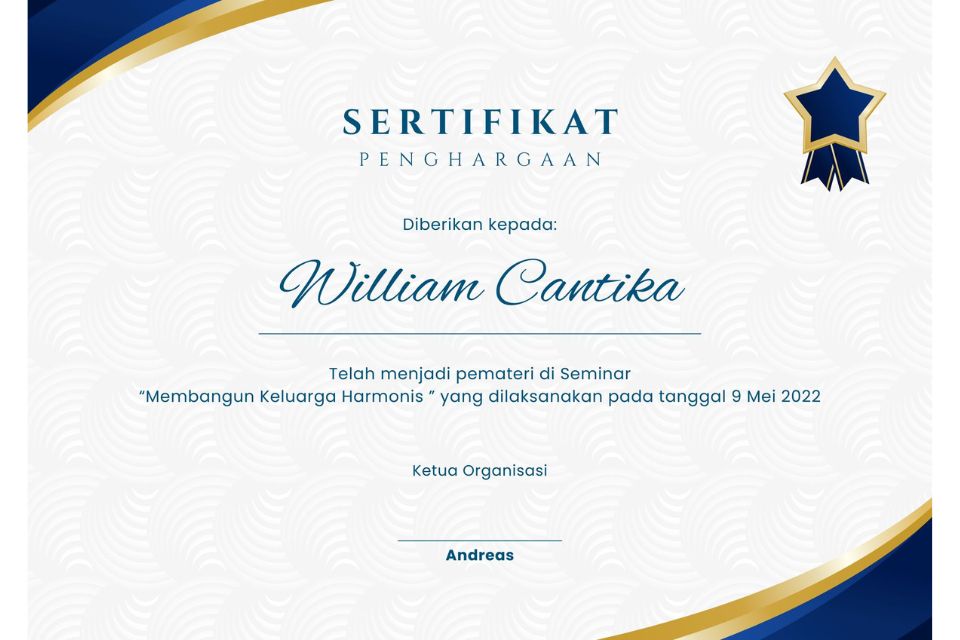 SERTIFIKAT
PENGHARGAAN
Diberikan kepada:
William Cantika
Telah menjadi pemateri di Seminar
“Membangun Keluarga Harmonis ” yang dilaksanakan pada tanggal 9 Mei 2022
Ketua Organisasi
Andreas